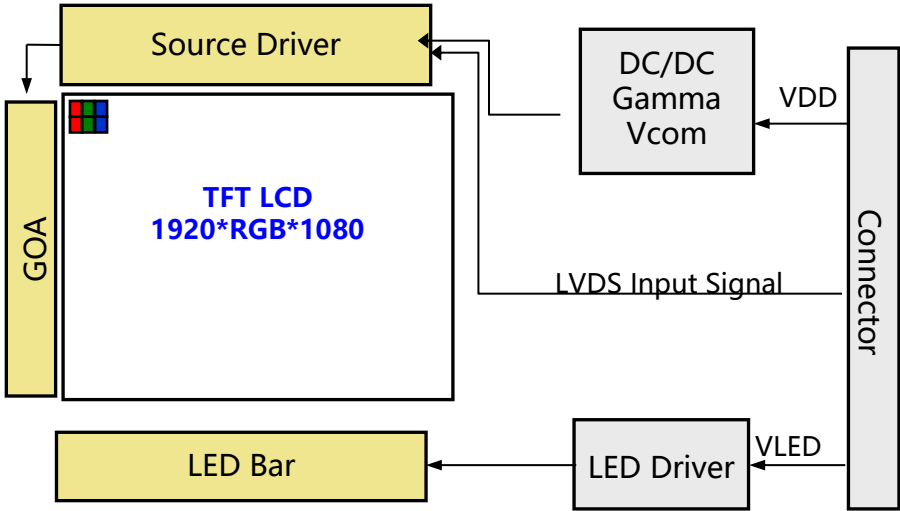 Source Driver
DC/DC
Gamma
Vcom
VDD
GOA
TFT LCD
1920*RGB*1080
LVDS Input Signal
Connector
LED Bar
LED Driver
VLED